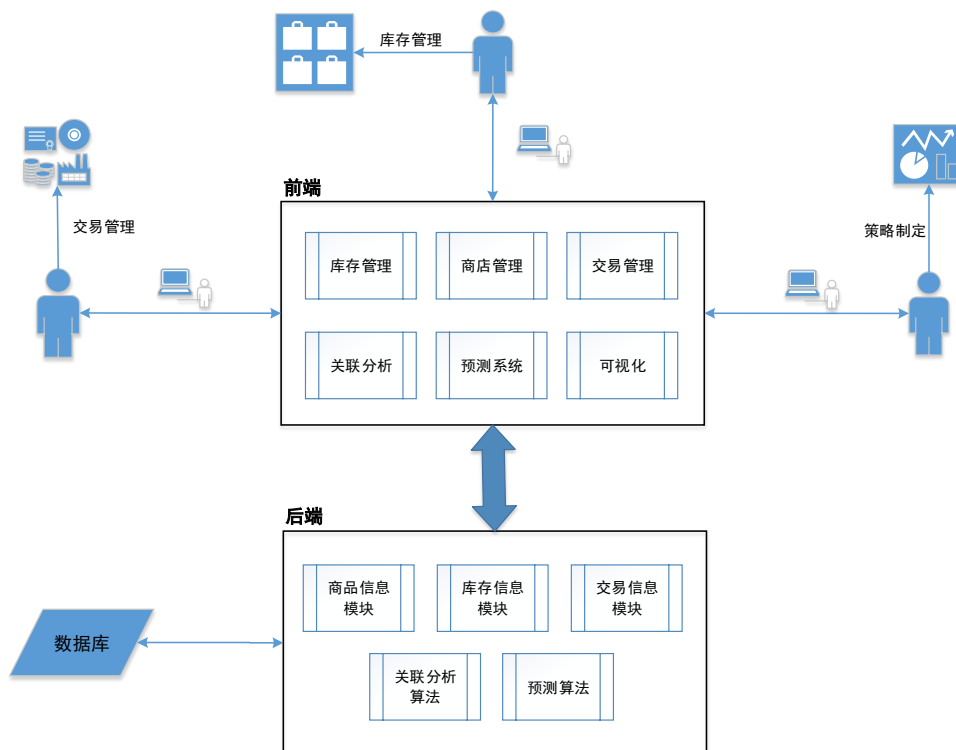 库存管理
交易管理
策略制定
前端
库存管理
商店管理
交易管理
关联分析
预测系统
可视化
后端
商品信息
模块
库存信息
模块
交易信息
模块
关联分析
算法
预测算法
数据库